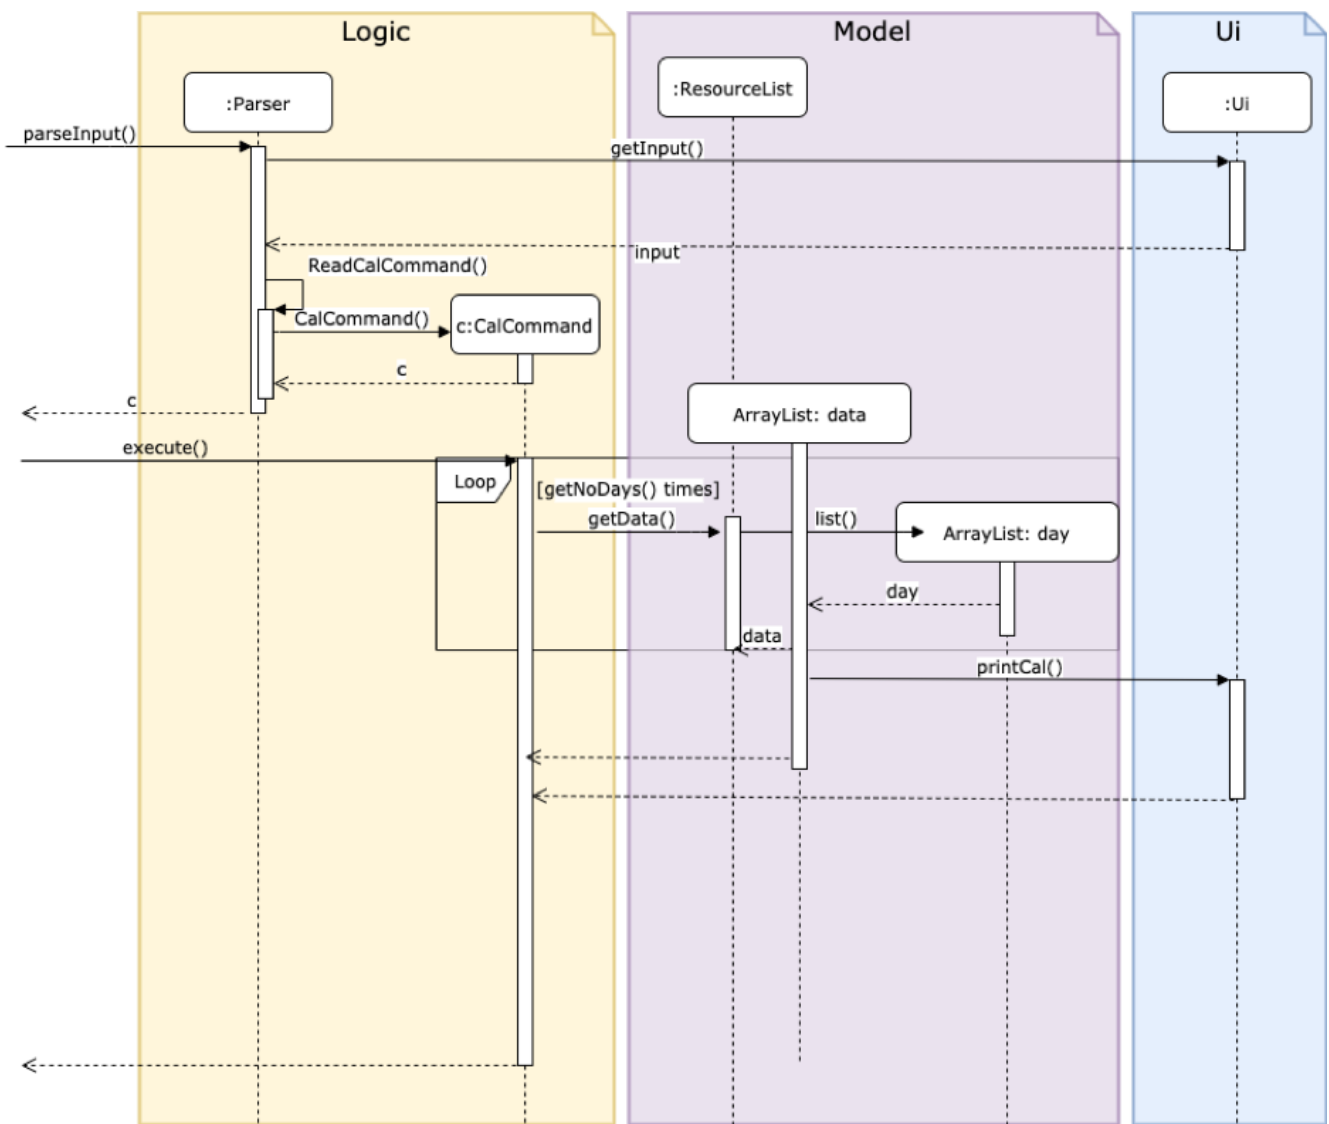 Logic
Model
Ui
:Parser
:ResourceList
:Ui
parseInput()
getInput()
input
ReadCalCommand()
CalCommand()
c:CalCommand
c
c
ArrayList: data
execute()
Loop
[getNoDays() times]
getData()
list()
ArrayList: day
day
data
printCal()